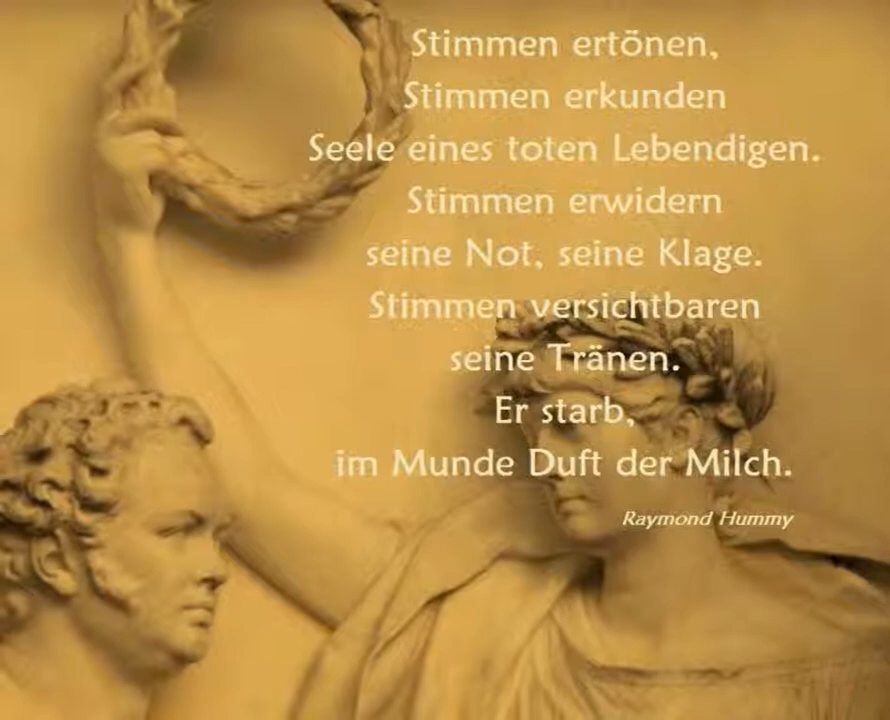 Stimmen ertönen,
Stimmen erkunden
Seele eines toten Lebendigen.
Stimmen erwidern
seine Not, seine Klage.
Stimmen versichtbaren
seine Tränen.
Er starb,
im Munde Duft der Milch.
Raymond Hummy